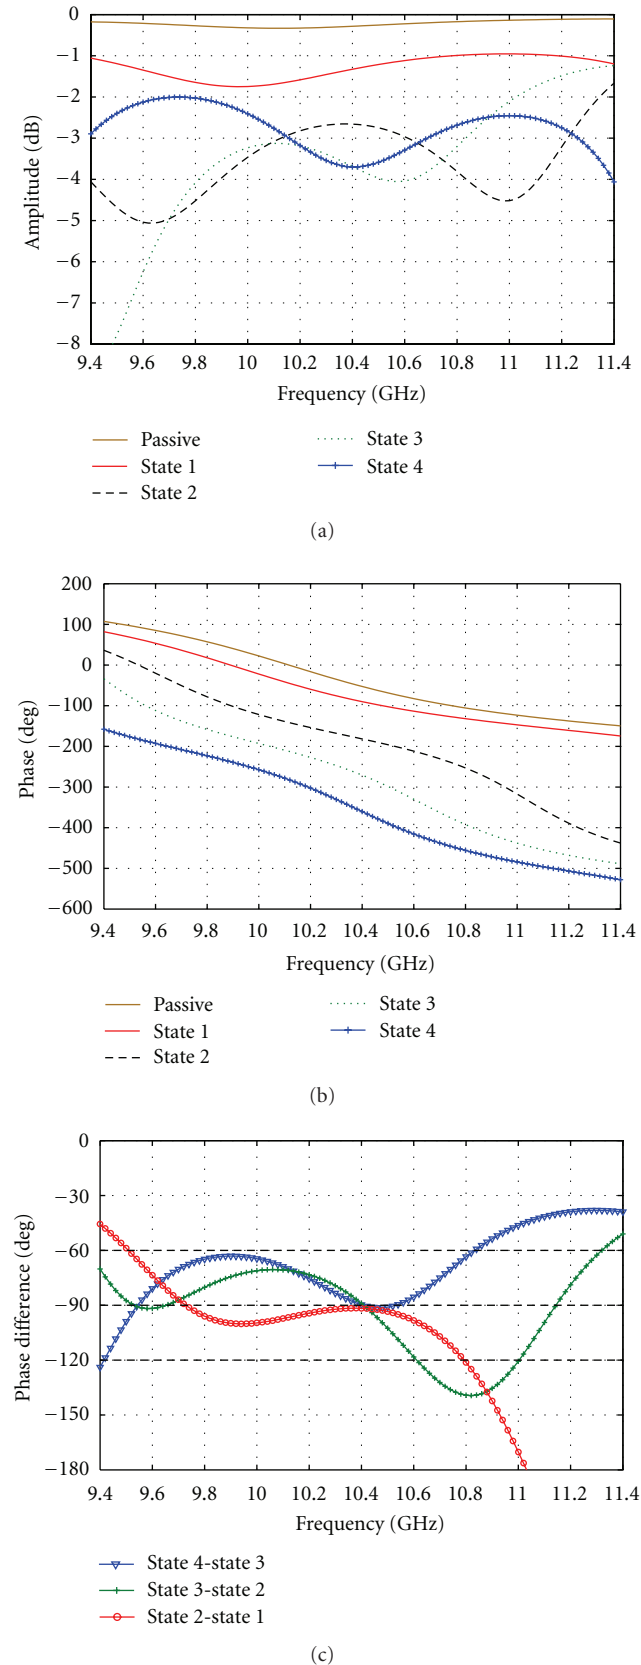 0
−1
−2
−3
−4
−5
−6
−7
−8
Amplitude (dB)
9.4 9.6 9.8 10 10.2 10.4 10.6 10.8 11 11.2 11.4
Frequency (GHz)
Passive
State 1
State 2
State 3
State 4
(a)
200
100
0
−100
−200
−300
−400
−500
−600
Phase (deg)
9.4 9.6 9.8 10 10.2 10.4 10.6 10.8 11 11.2 11.4
Frequency (GHz)
Passive
State 1
State 2
State 3
State 4
(b)
0
−30
−60
−90
−120
−150
−180
Phase difference (deg)
9.4 9.6 9.8 10 10.2 10.4 10.6 10.8 11 11.2 11.4
Frequency (GHz)
State 4-state 3
State 3-state 2
State 2-state 1
(c)